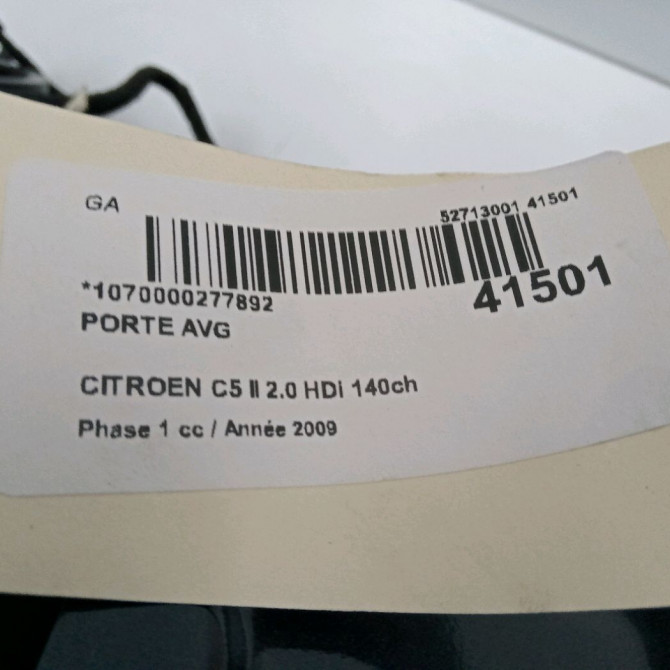 GA
52713001 41501
*1070000277892
41501
PORTE AVG
CITROEN C5 II 2.0 HDi 140ch
Phase 1 cc / Année 2009